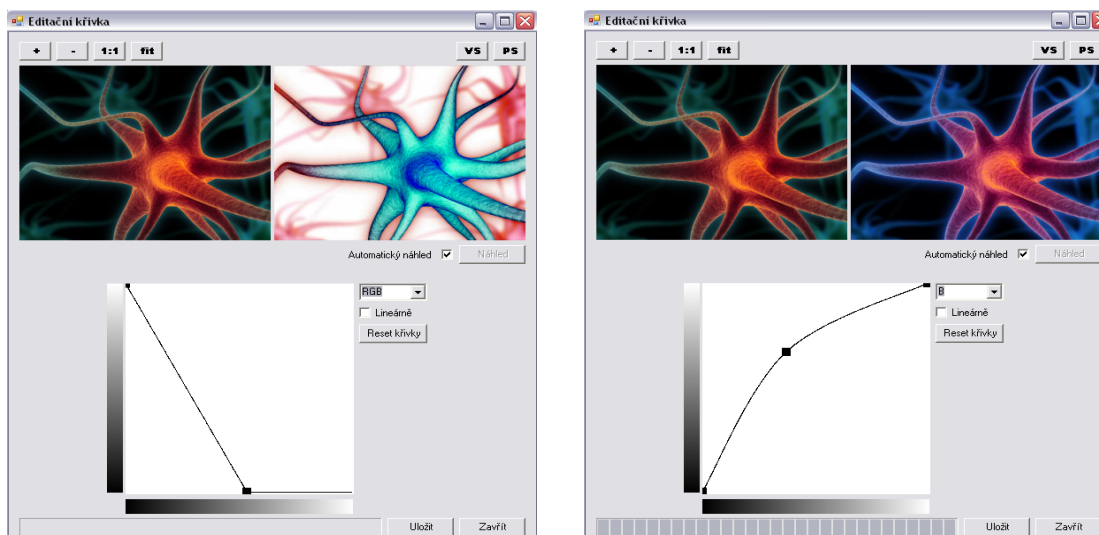 Editační křivka
+ - 1:1 fit VS PS
Automatický náhled Náhled
RGB
Lineárně
Reset křivky
Uložit Zavřít
Editační křivka
+ - 1:1 fit VS PS
Automatický náhled Náhled
B
Lineárně
Reset křivky
Uložit Zavřít